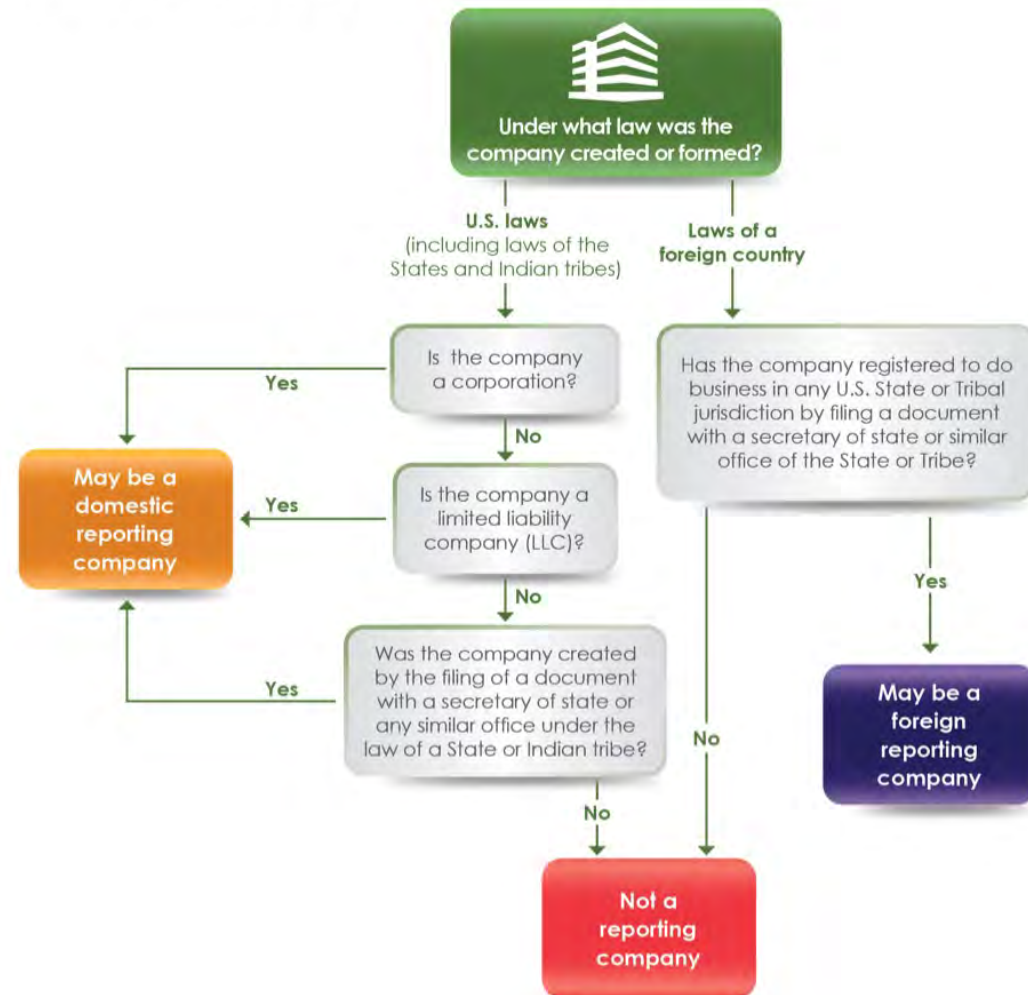 Under what law was the
company created or formed?
U.S. laws
(including laws of the
States and Indian tribes)
Laws of a
foreign country
Is the company
a corporation?
Yes
No
Has the company registered to do
business in any U.S. State or Tribal
jurisdiction by filing a document
with a secretary of state or similar
office of the State or Tribe?
May be a
domestic
reporting
company
Is the company a
limited liability
company (LLC)?
Yes
No
Yes
Was the company created
by the filing of a document
with a secretary of state or
any similar office under the
law of a State or Indian tribe?
Yes
No
No
May be a
foreign
reporting
company
Not a
reporting
company